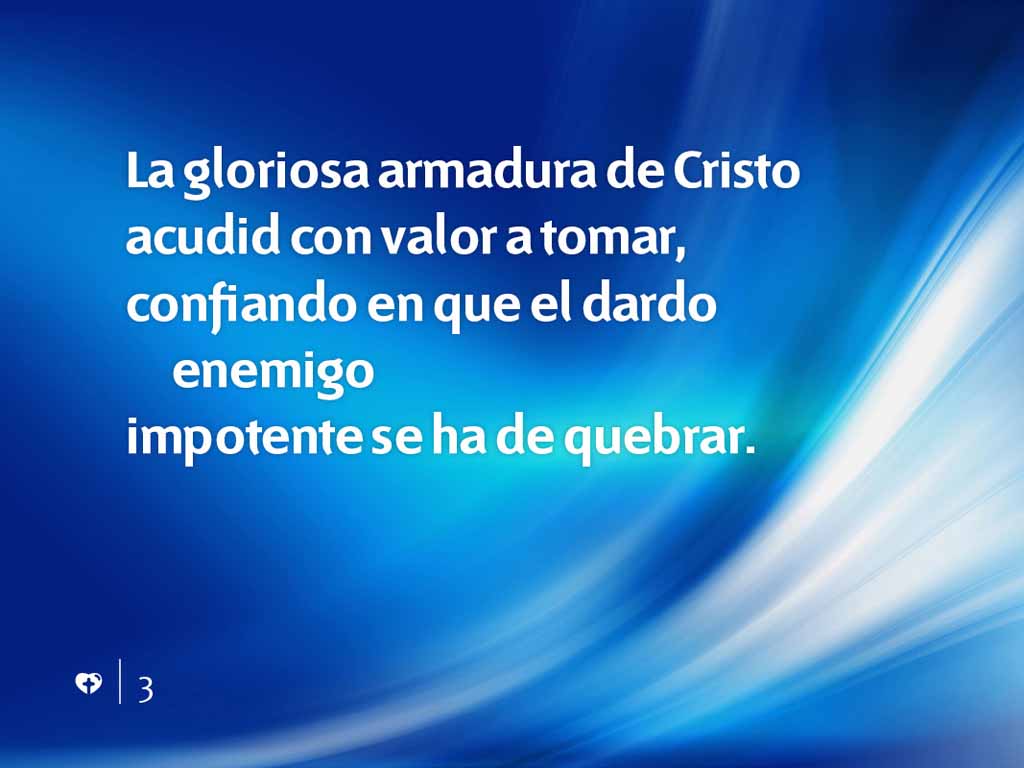 La gloriosa armadura de Cristo
acudid con valor a tomar,
confiando en que el dardo
enemigo
impotente se ha de quebrar.
3